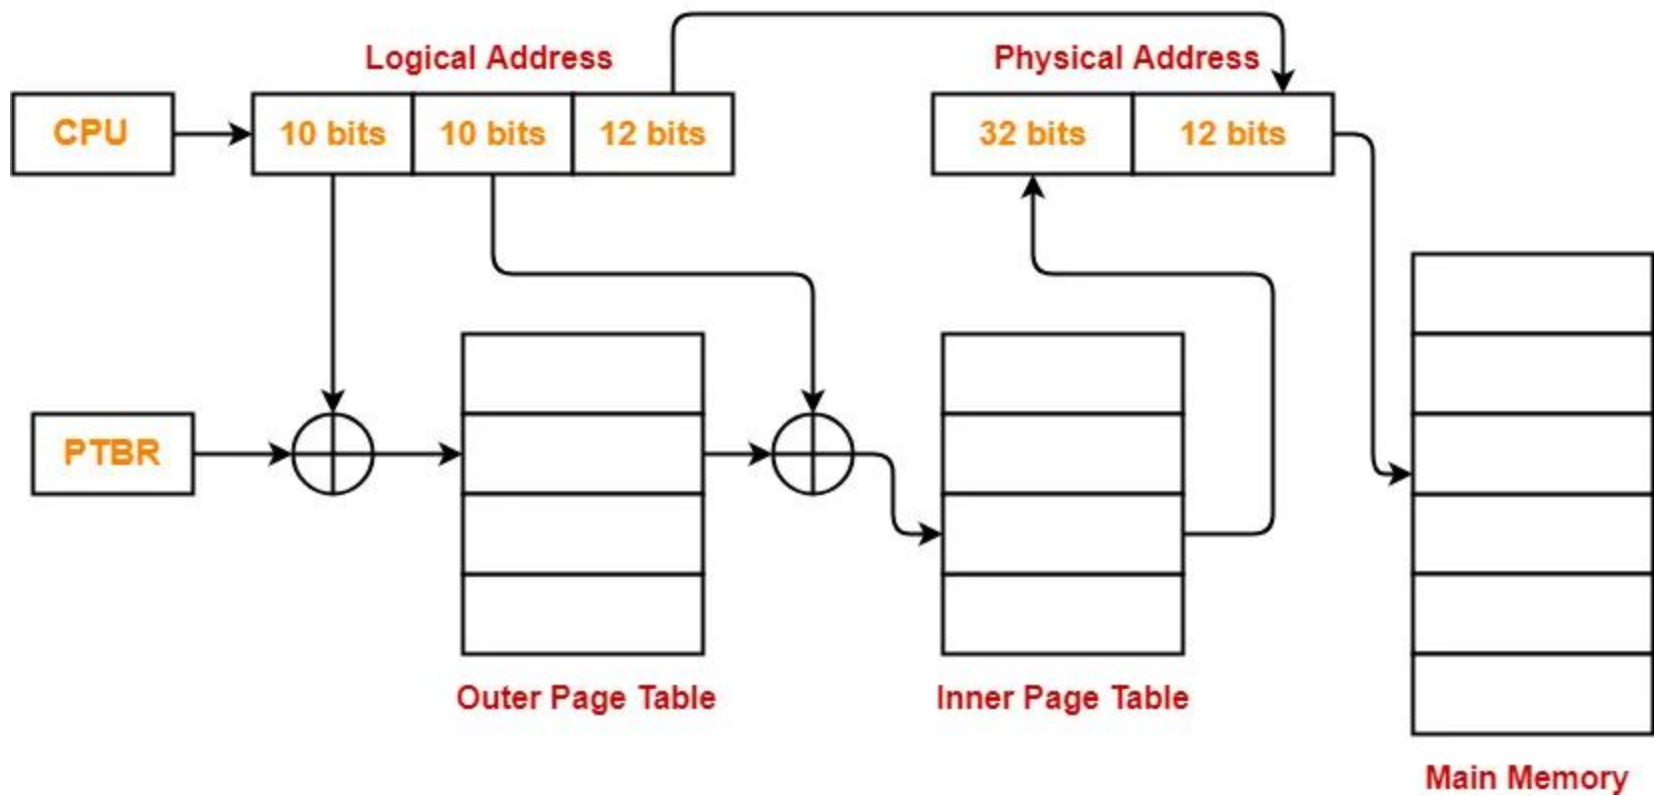 Logical Address
Physical Address
CPU
10 bits
10 bits
12 bits
32 bits
12 bits
PTBR
Outer Page Table
Inner Page Table
Main Memory